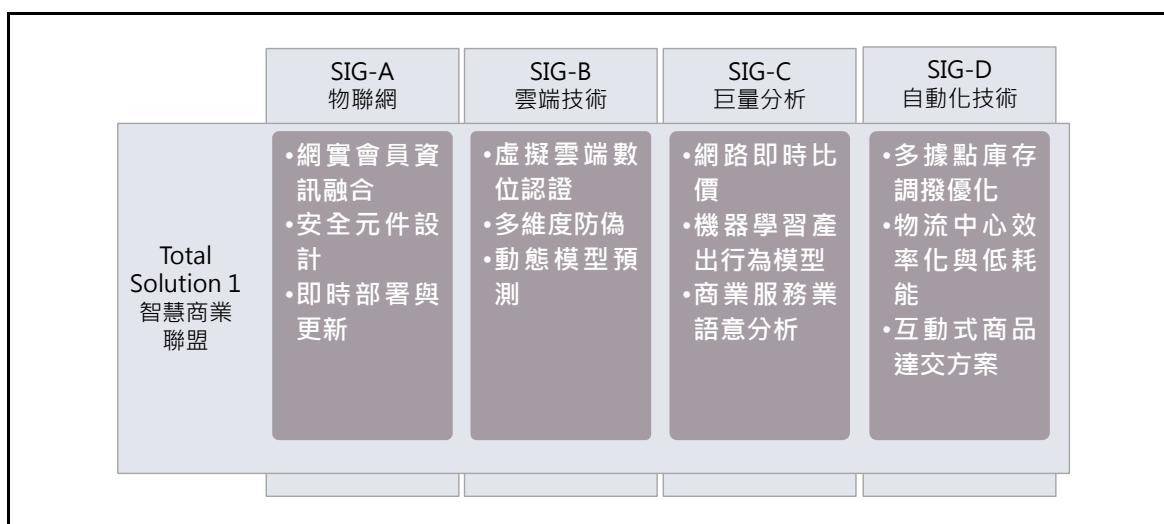 SIG-A
物聯網
SIG-B
雲端技術
SIG-C
巨量分析
SIG-D
自動化技術
Total
Solution 1
智慧商業
聯盟
•網實會員資
訊融合
•安全元件設
計
•即時部署與
更新
•虛擬雲端數
位認證
•多維度防偽
•動態模型預
測
•網路即時比
價
•機器學習產
出行為模型
•商業服務業
語意分析
•多據點庫存
調撥優化
•物流中心效
率化與低耗
能
•互動式商品
達交方案